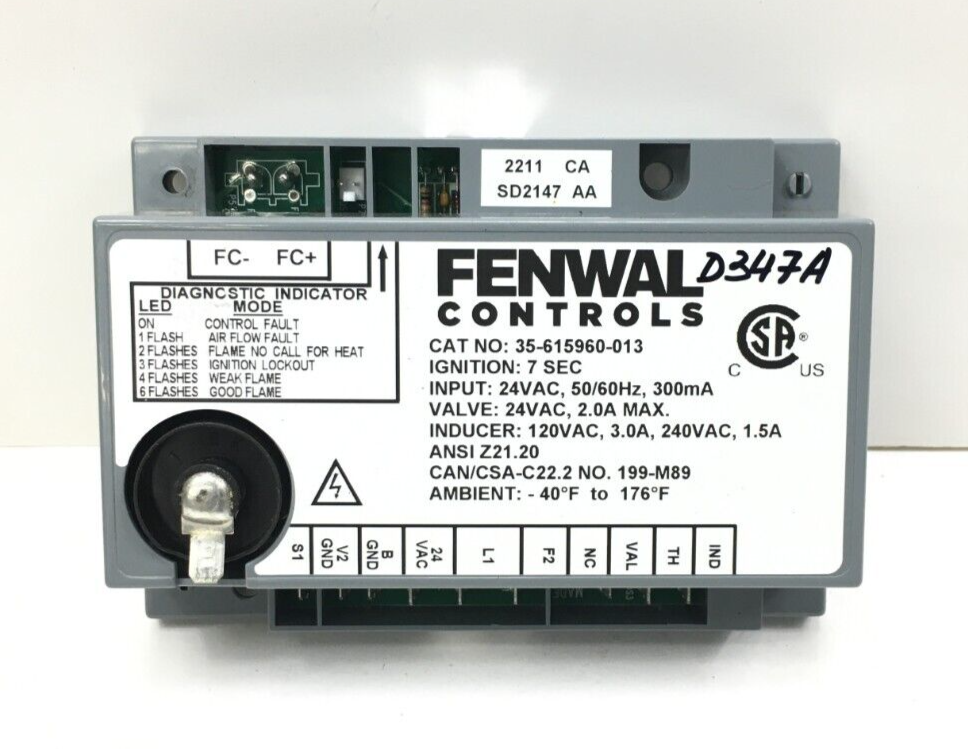 2211 CA
SD2147 AA
FC- FC+
DIAGNCSTIC INDICATOR
LED MODE
ON CONTROL FAULT
1 FLASH AIR FLOW FAULT
2 FLASHES FLAME NO CALL FOR HEAT
3 FLASHES IGNITION LOCKOUT
4 FLASHES WEAK FLAME
6 FLASHES GOOD FLAME
FENWAL D347A
CONTROLS
CAT NO: 35-615960-013
IGNITION: 7 SEC
INPUT: 24VAC, 50/60Hz, 300mA
VALVE: 24VAC, 2.0A MAX.
INDUCER: 120VAC, 3.0A, 240VAC, 1.5A
ANSI Z21.20
CAN/CSA-C22.2 NO. 199-M89
AMBIENT: - 40°F to 176°F
CSA®
C US
S1
V2
GND
B
GND
24
VAC
L1
F2
NC
VAL
TH
IND
MADE